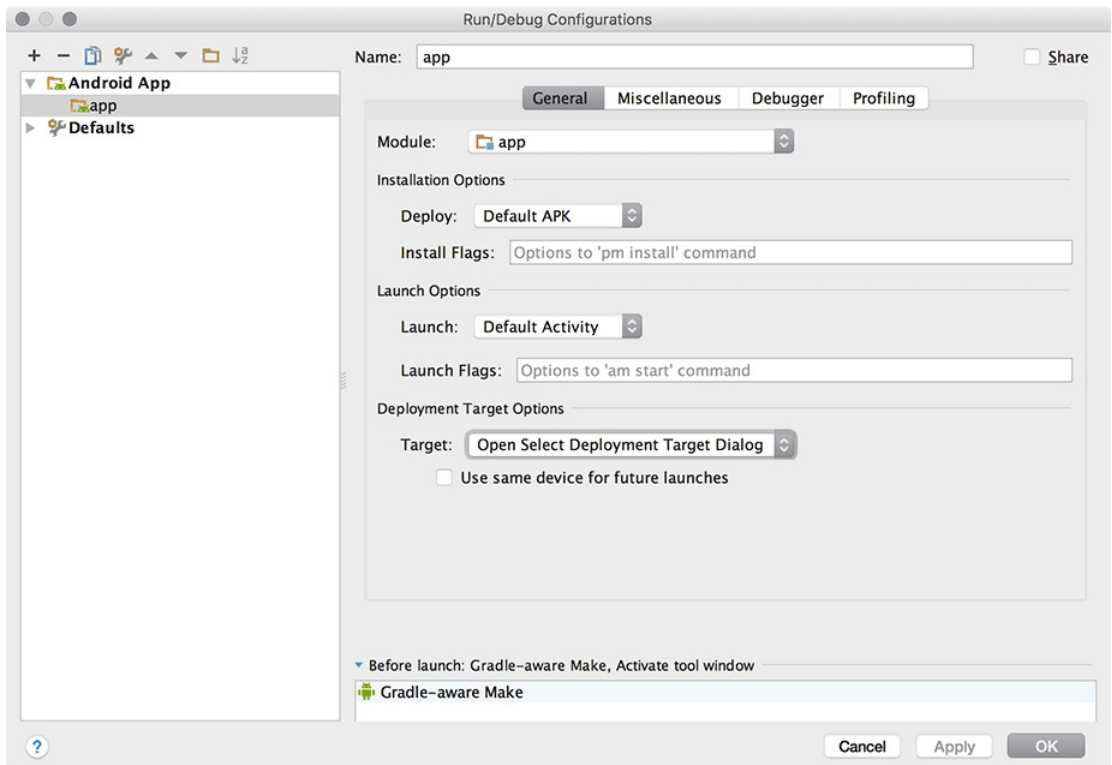 Run/Debug Configurations
Name: app Share
Android App
app
Defaults
General Miscellaneous Debugger Profiling
Module: app
Installation Options
Deploy: Default APK
Install Flags: Options to 'pm install' command
Launch Options
Launch: Default Activity
Launch Flags: Options to 'am start' command
Deployment Target Options
Target: Open Select Deployment Target Dialog
Use same device for future launches
Before launch: Gradle-aware Make, Activate tool window
Gradle-aware Make
? Cancel Apply OK